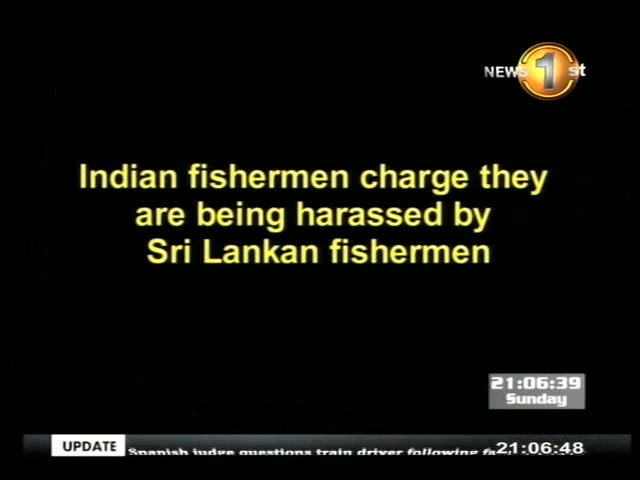 NEWS 1st
Indian fishermen charge they
are being harassed by
Sri Lankan fishermen
21:06:39
Sunday
UPDATE Spanish judge questions train driver following 21:06:48